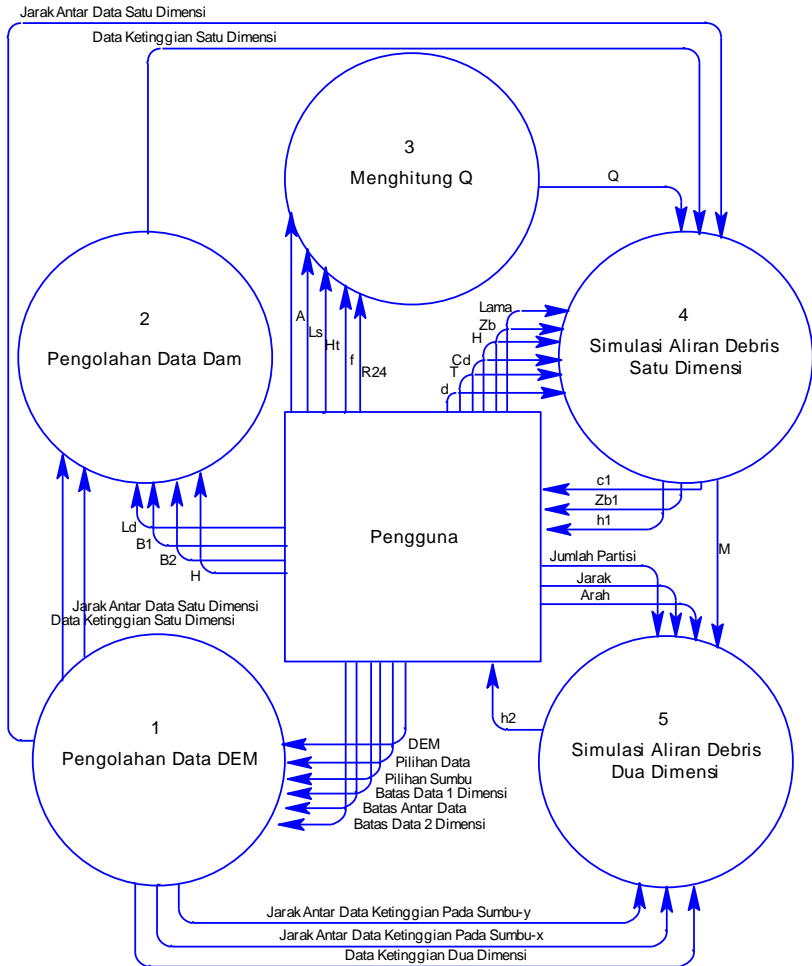 Jarak Antar Data Satu Dimensi
Data Ketinggian Satu Dimensi
3
Menghitung Q
Q
2
Pengolahan Data Dam
A
Ls
Ht
f
R24
Lama
Zb
H
Cd
T
d
4
Simulasi Aliran Debris
Satu Dimensi
Pengguna
c1
Zb1
h1
M
Ld
B1
B2
H
Jumlah Partisi
Jarak
Arah
Jarak Antar Data Satu Dimensi
Data Ketinggian Satu Dimensi
1
Pengolahan Data DEM
h2
5
Simulasi Aliran Debris
Dua Dimensi
DEM
Pilihan Data
Pilihan Sumbu
Batas Data 1 Dimensi
Batas Antar Data
Batas Data 2 Dimensi
Jarak Antar Data Ketinggian Pada Sumbu-y
Jarak Antar Data Ketinggian Pada Sumbu-x
Data Ketinggian Dua Dimensi